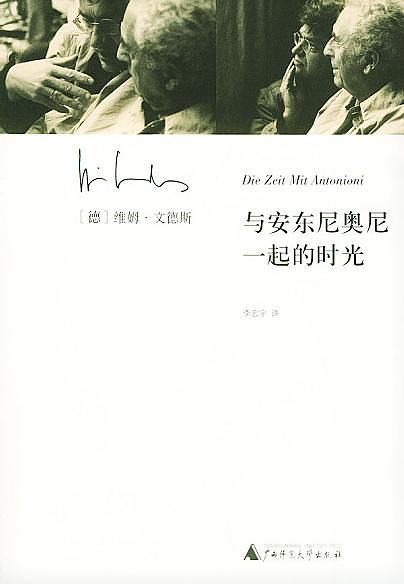 Die Zeit Mit Antonioni
[德] 维姆·文德斯
与安东尼奥尼
一起的时光
李宏宇 译
广西师范大学出版社